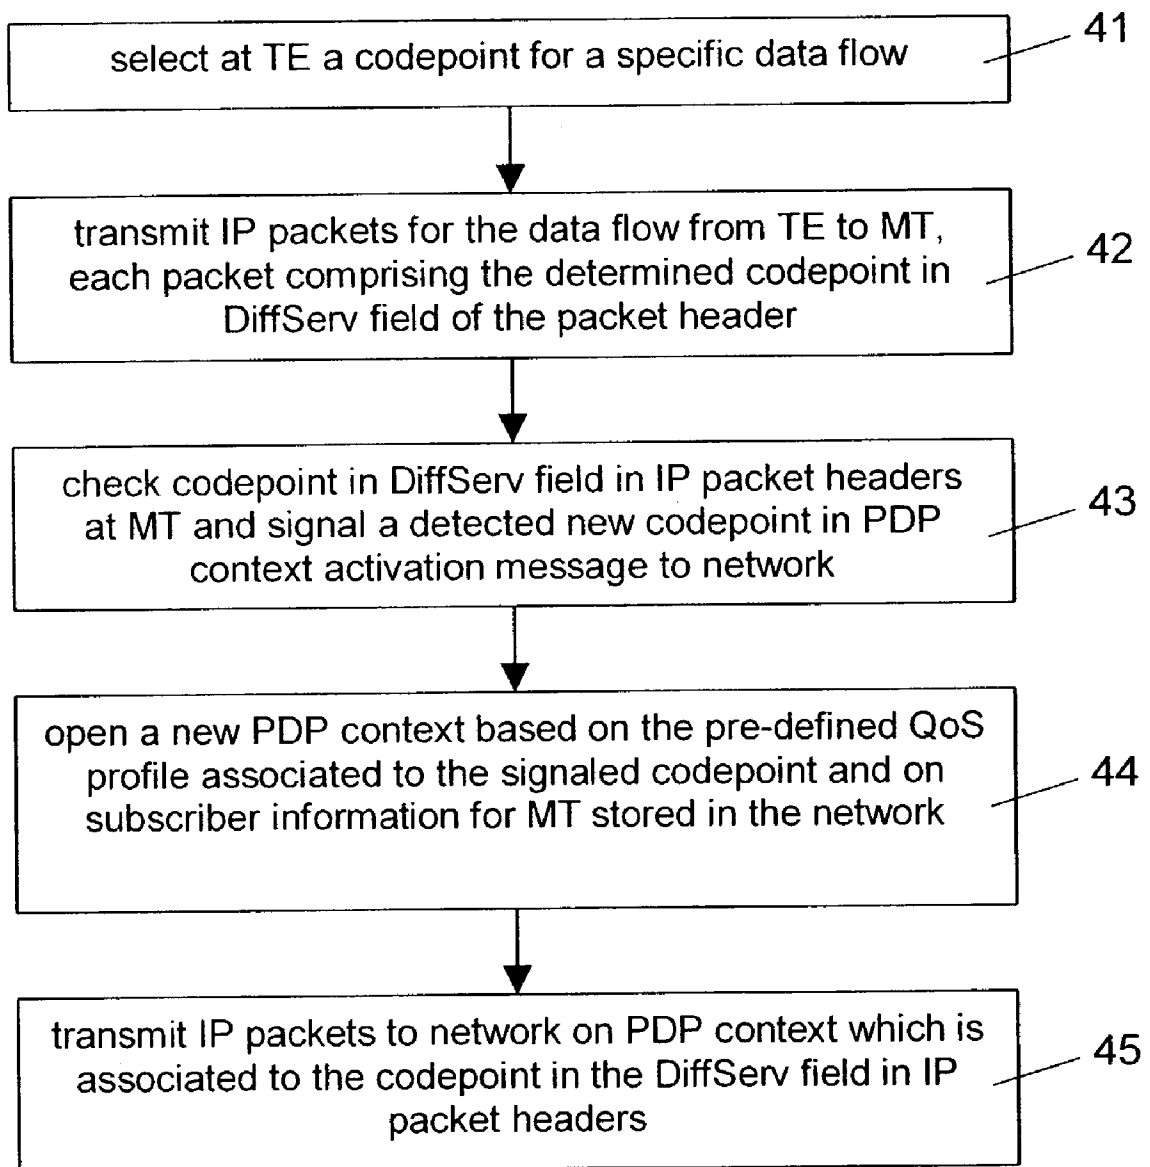 select at TE a codepoint for a specific data flow
41
transmit IP packets for the data flow from TE to MT,
each packet comprising the determined codepoint in
DiffServ field of the packet header
42
check codepoint in DiffServ field in IP packet headers
at MT and signal a detected new codepoint in PDP
context activation message to network
43
open a new PDP context based on the pre-defined QoS
profile associated to the signaled codepoint and on
subscriber information for MT stored in the network
44
transmit IP packets to network on PDP context which is
associated to the codepoint in the DiffServ field in IP
packet headers
45